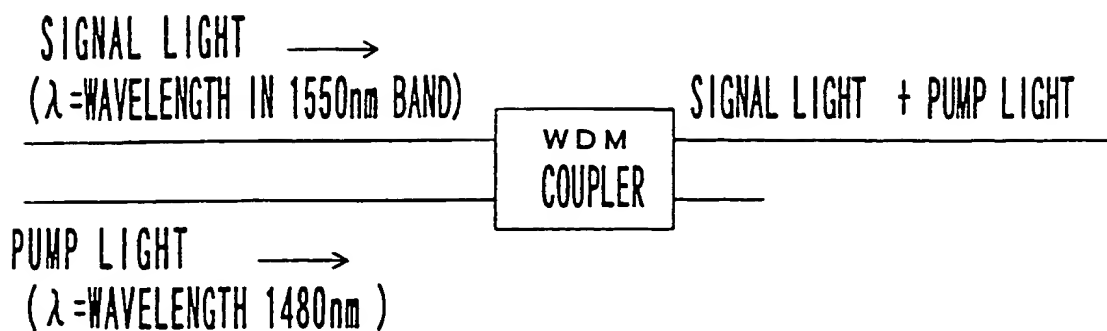 SIGNAL LIGHT
(λ=WAVELENGTH IN 1550nm BAND)
SIGNAL LIGHT + PUMP LIGHT
WDM
COUPLER
PUMP LIGHT
(λ=WAVELENGTH 1480nm )